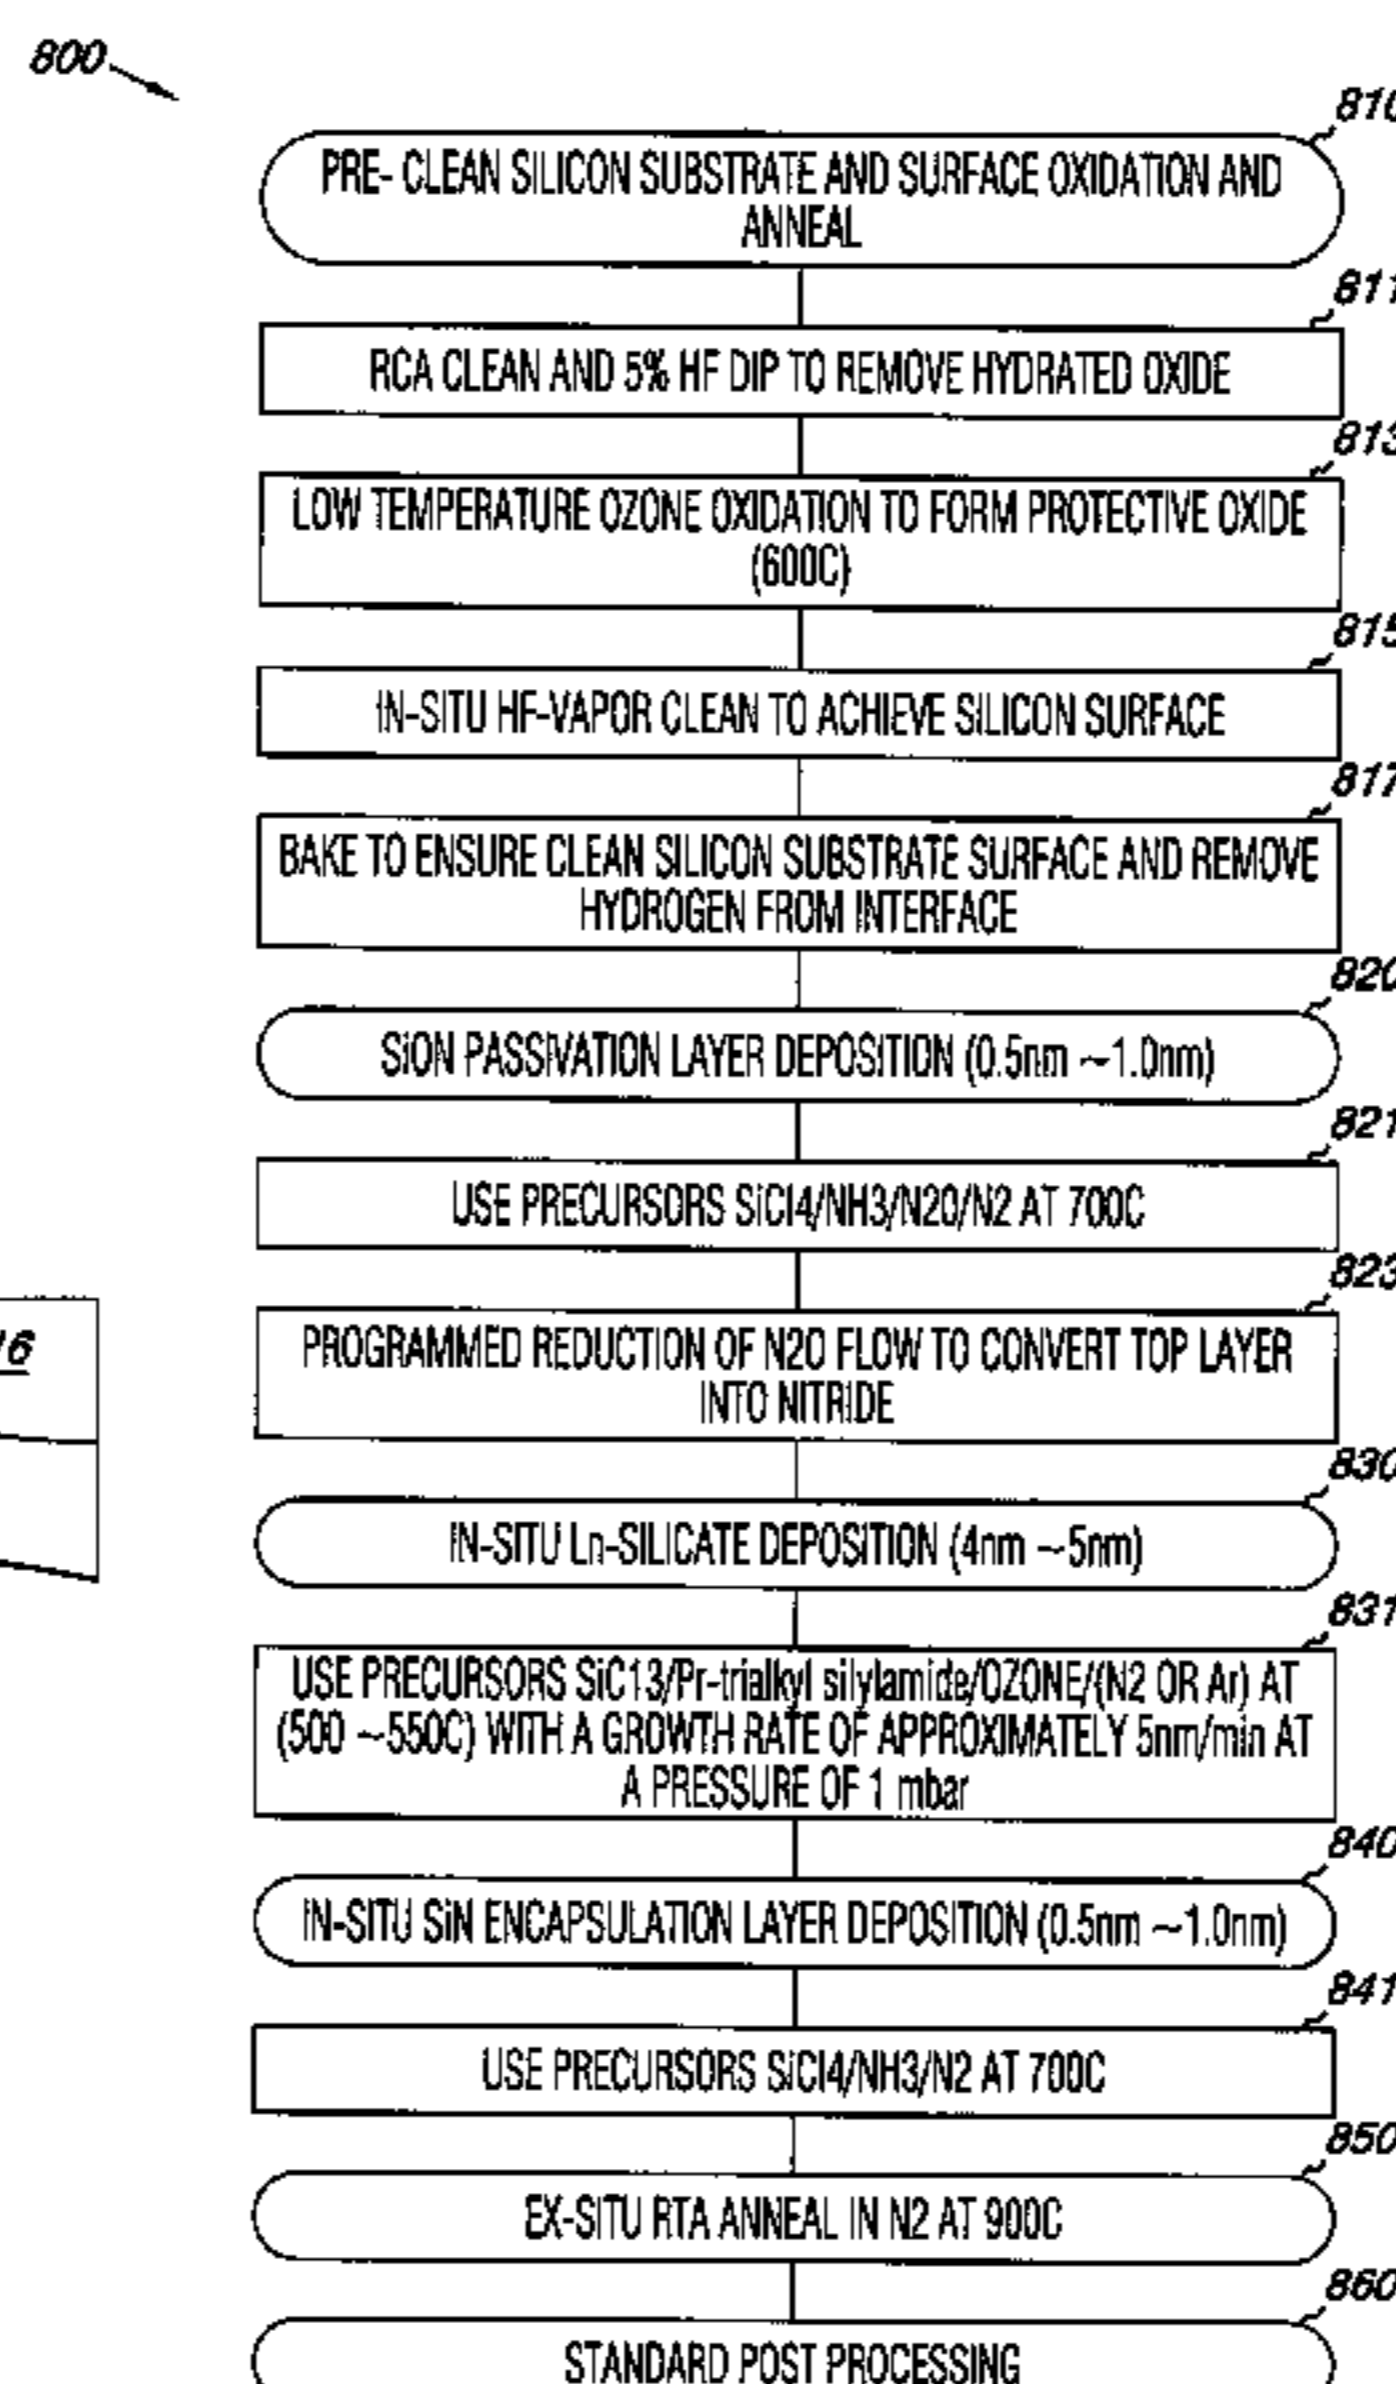 800
810
PRE- CLEAN SILICON SUBSTRATE AND SURFACE OXIDATION AND
ANNEAL
811
RCA CLEAN AND 5% HF DIP TO REMOVE HYDRATED OXIDE
813
LOW TEMPERATURE OZONE OXIDATION TO FORM PROTECTIVE OXIDE
(600C)
815
IN-SITU HF-VAPOR CLEAN TO ACHIEVE SILICON SURFACE
817
BAKE TO ENSURE CLEAN SILICON SUBSTRATE SURFACE AND REMOVE
HYDROGEN FROM INTERFACE
820
SiON PASSIVATION LAYER DEPOSITION (0.5nm ~1.0nm)
821
USE PRECURSORS SiCl4/NH3/N2O/N2 AT 700C
823
PROGRAMMED REDUCTION OF N2O FLOW TO CONVERT TOP LAYER
INTO NITRIDE
16
830
IN-SITU Ln-SILICATE DEPOSITION (4nm ~5nm)
831
USE PRECURSORS SiC13/Pr-trialkyl silylamide/OZONE/(N2 OR Ar) AT
(500 ~550C) WITH A GROWTH RATE OF APPROXIMATELY 5nm/min AT
A PRESSURE OF 1 mbar
840
IN-SITU SiN ENCAPSULATION LAYER DEPOSITION (0.5nm ~1.0nm)
841
USE PRECURSORS SiCl4/NH3/N2 AT 700C
850
EX-SITU RTA ANNEAL IN N2 AT 900C
860
STANDARD POST PROCESSING